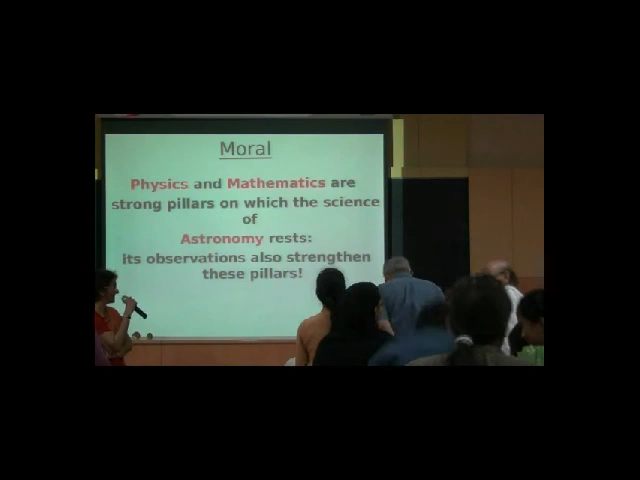 Moral
Physics and Mathematics are
strong pillars on which the science
of
Astronomy rests:
its observations also strengthen
these pillars!